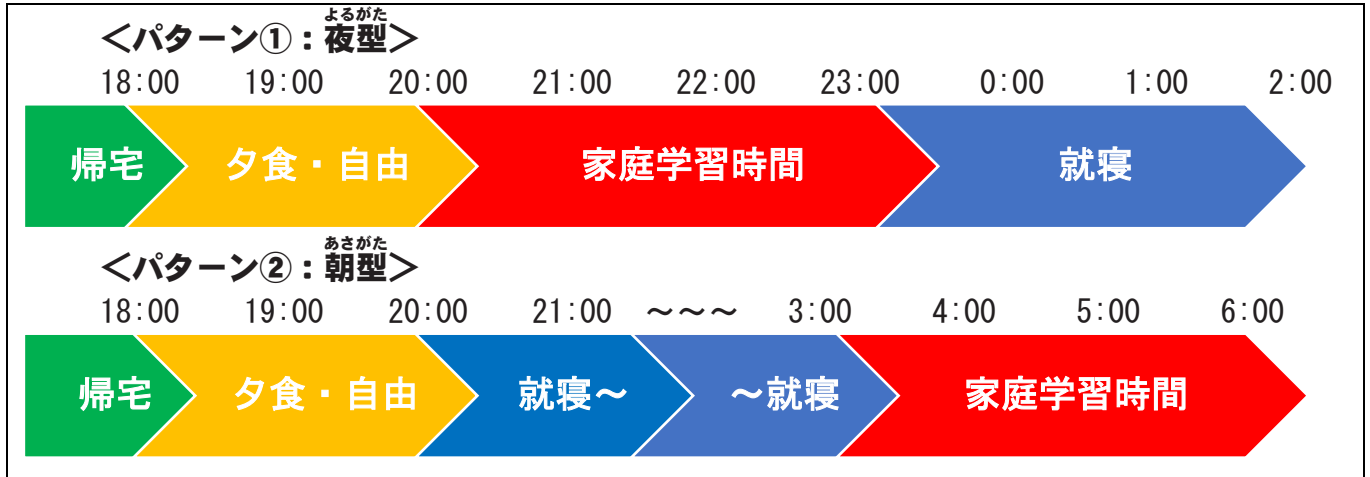 よるがた
＜パターン①：夜型＞
18:00 19:00 20:00 21:00 22:00 23:00 0:00 1:00 2:00
帰宅 夕食・自由 家庭学習時間 就寝
あさがた
＜パターン②：朝型＞
18:00 19:00 20:00 21:00 ～～～ 3:00 4:00 5:00 6:00
帰宅 夕食・自由 就寝～ ～就寝 家庭学習時間